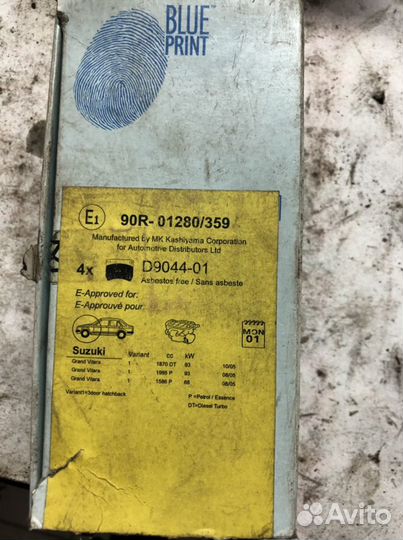 BLUE
PRINT™
E1 90R- 01280/359
Manufactured by MK Kashiyama Corporation
for Automotive Distributors Ltd
4x D9044-01
Asbestos free / Sans asbeste
E-Approved for:
E-Approuvé pour:
MON
01
Suzuki Variant cc kW
Grand Vitara 1 1870 DT 93 10/05
Grand Vitara 1 1995 P 93 08/05
Grand Vitara 1 1586 P 68 08/05
Variant1=3door hatchback
P =Petrol / Essence
DT=Diesel Turbo
Avito